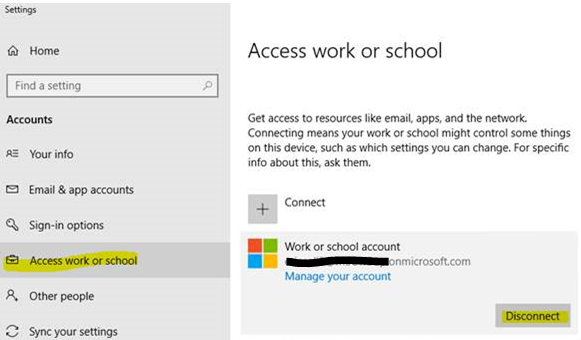 Settings
Home
Find a setting
Accounts
Your info
Email & app accounts
Sign-in options
Access work or school
Other people
Sync your settings
Access work or school
Get access to resources like email, apps, and the network.
Connecting means your work or school might control some things
on this device, such as which settings you can change. For specific
info about this, ask them.
Connect
Work or school account
onmicrosoft.com
Manage your account
Disconnect